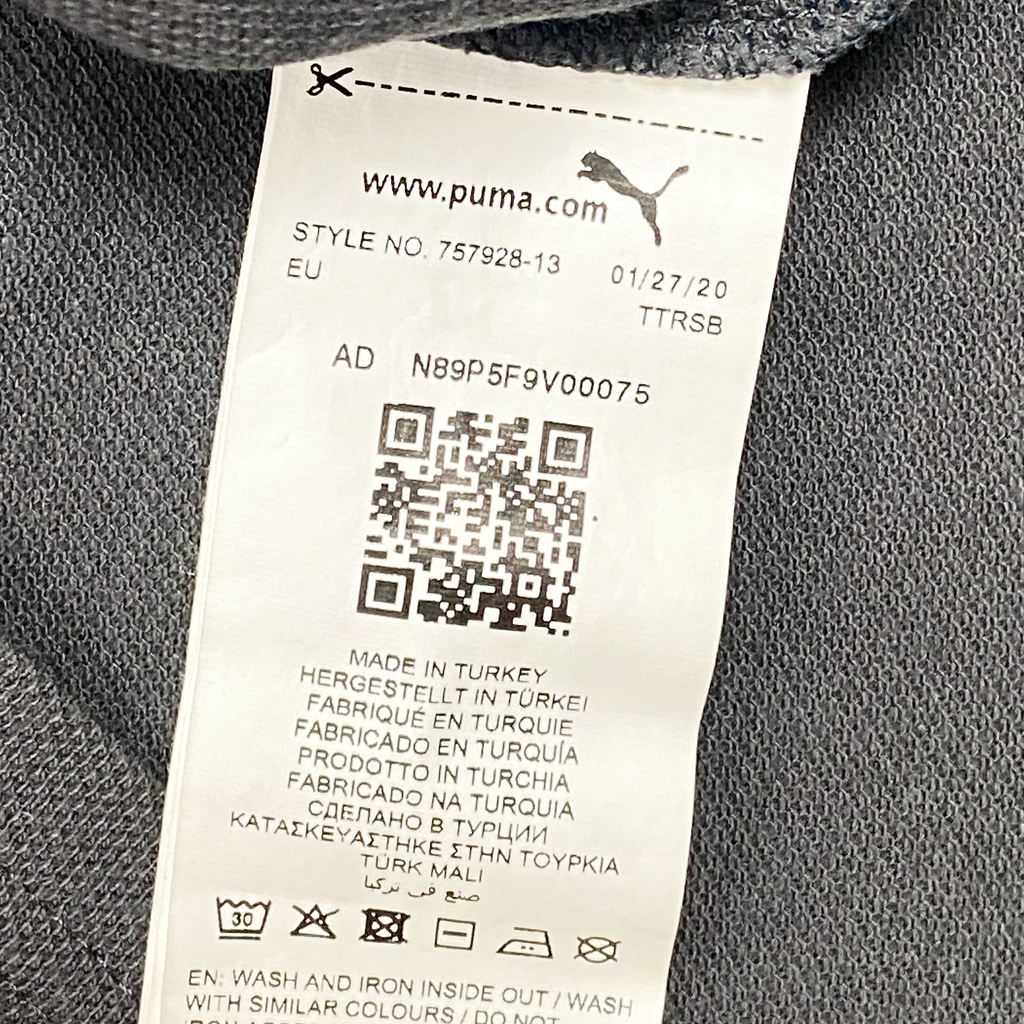 www.puma.com
STYLE NO. 757928-13 01/27/20
EU TTRSB
AD N89P5F9V00075
MADE IN TURKEY
HERGESTELLT IN TÜRKEI
FABRIQUÉ EN TURQUIE
FABRICADO EN TURQUÍA
PRODOTTO IN TURCHIA
FABRICADO NA TURQUIA
СДЕЛАНО В ТУРЦИИ
ΚΑΤΑΣΚΕΥΑΣΤΗΚΕ ΣΤΗΝ ΤΟΥΡΚΙΑ
TÜRK MALI
صنع في تركيا
30
EN: WASH AND IRON INSIDE OUT / WASH
WITH SIMILAR COLOURS / DO NOT